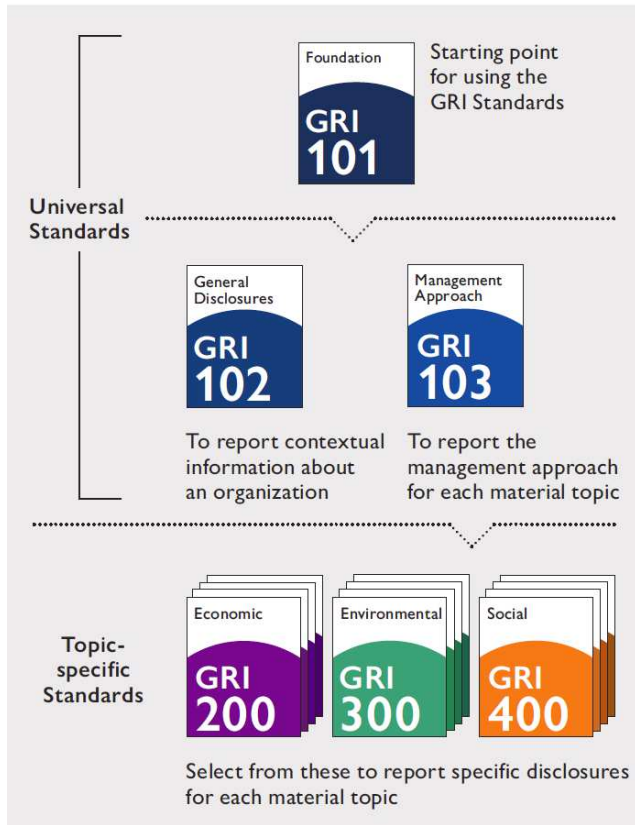 Foundation
GRI
101
Starting point
for using the
GRI Standards
Universal
Standards
General
Disclosures
GRI
102
Management
Approach
GRI
103
To report contextual
information about
an organization
To report the
management approach
for each material topic
Topic-
specific
Standards
Economic
GRI
200
Environmental
GRI
300
Social
GRI
400
Select from these to report specific disclosures
for each material topic